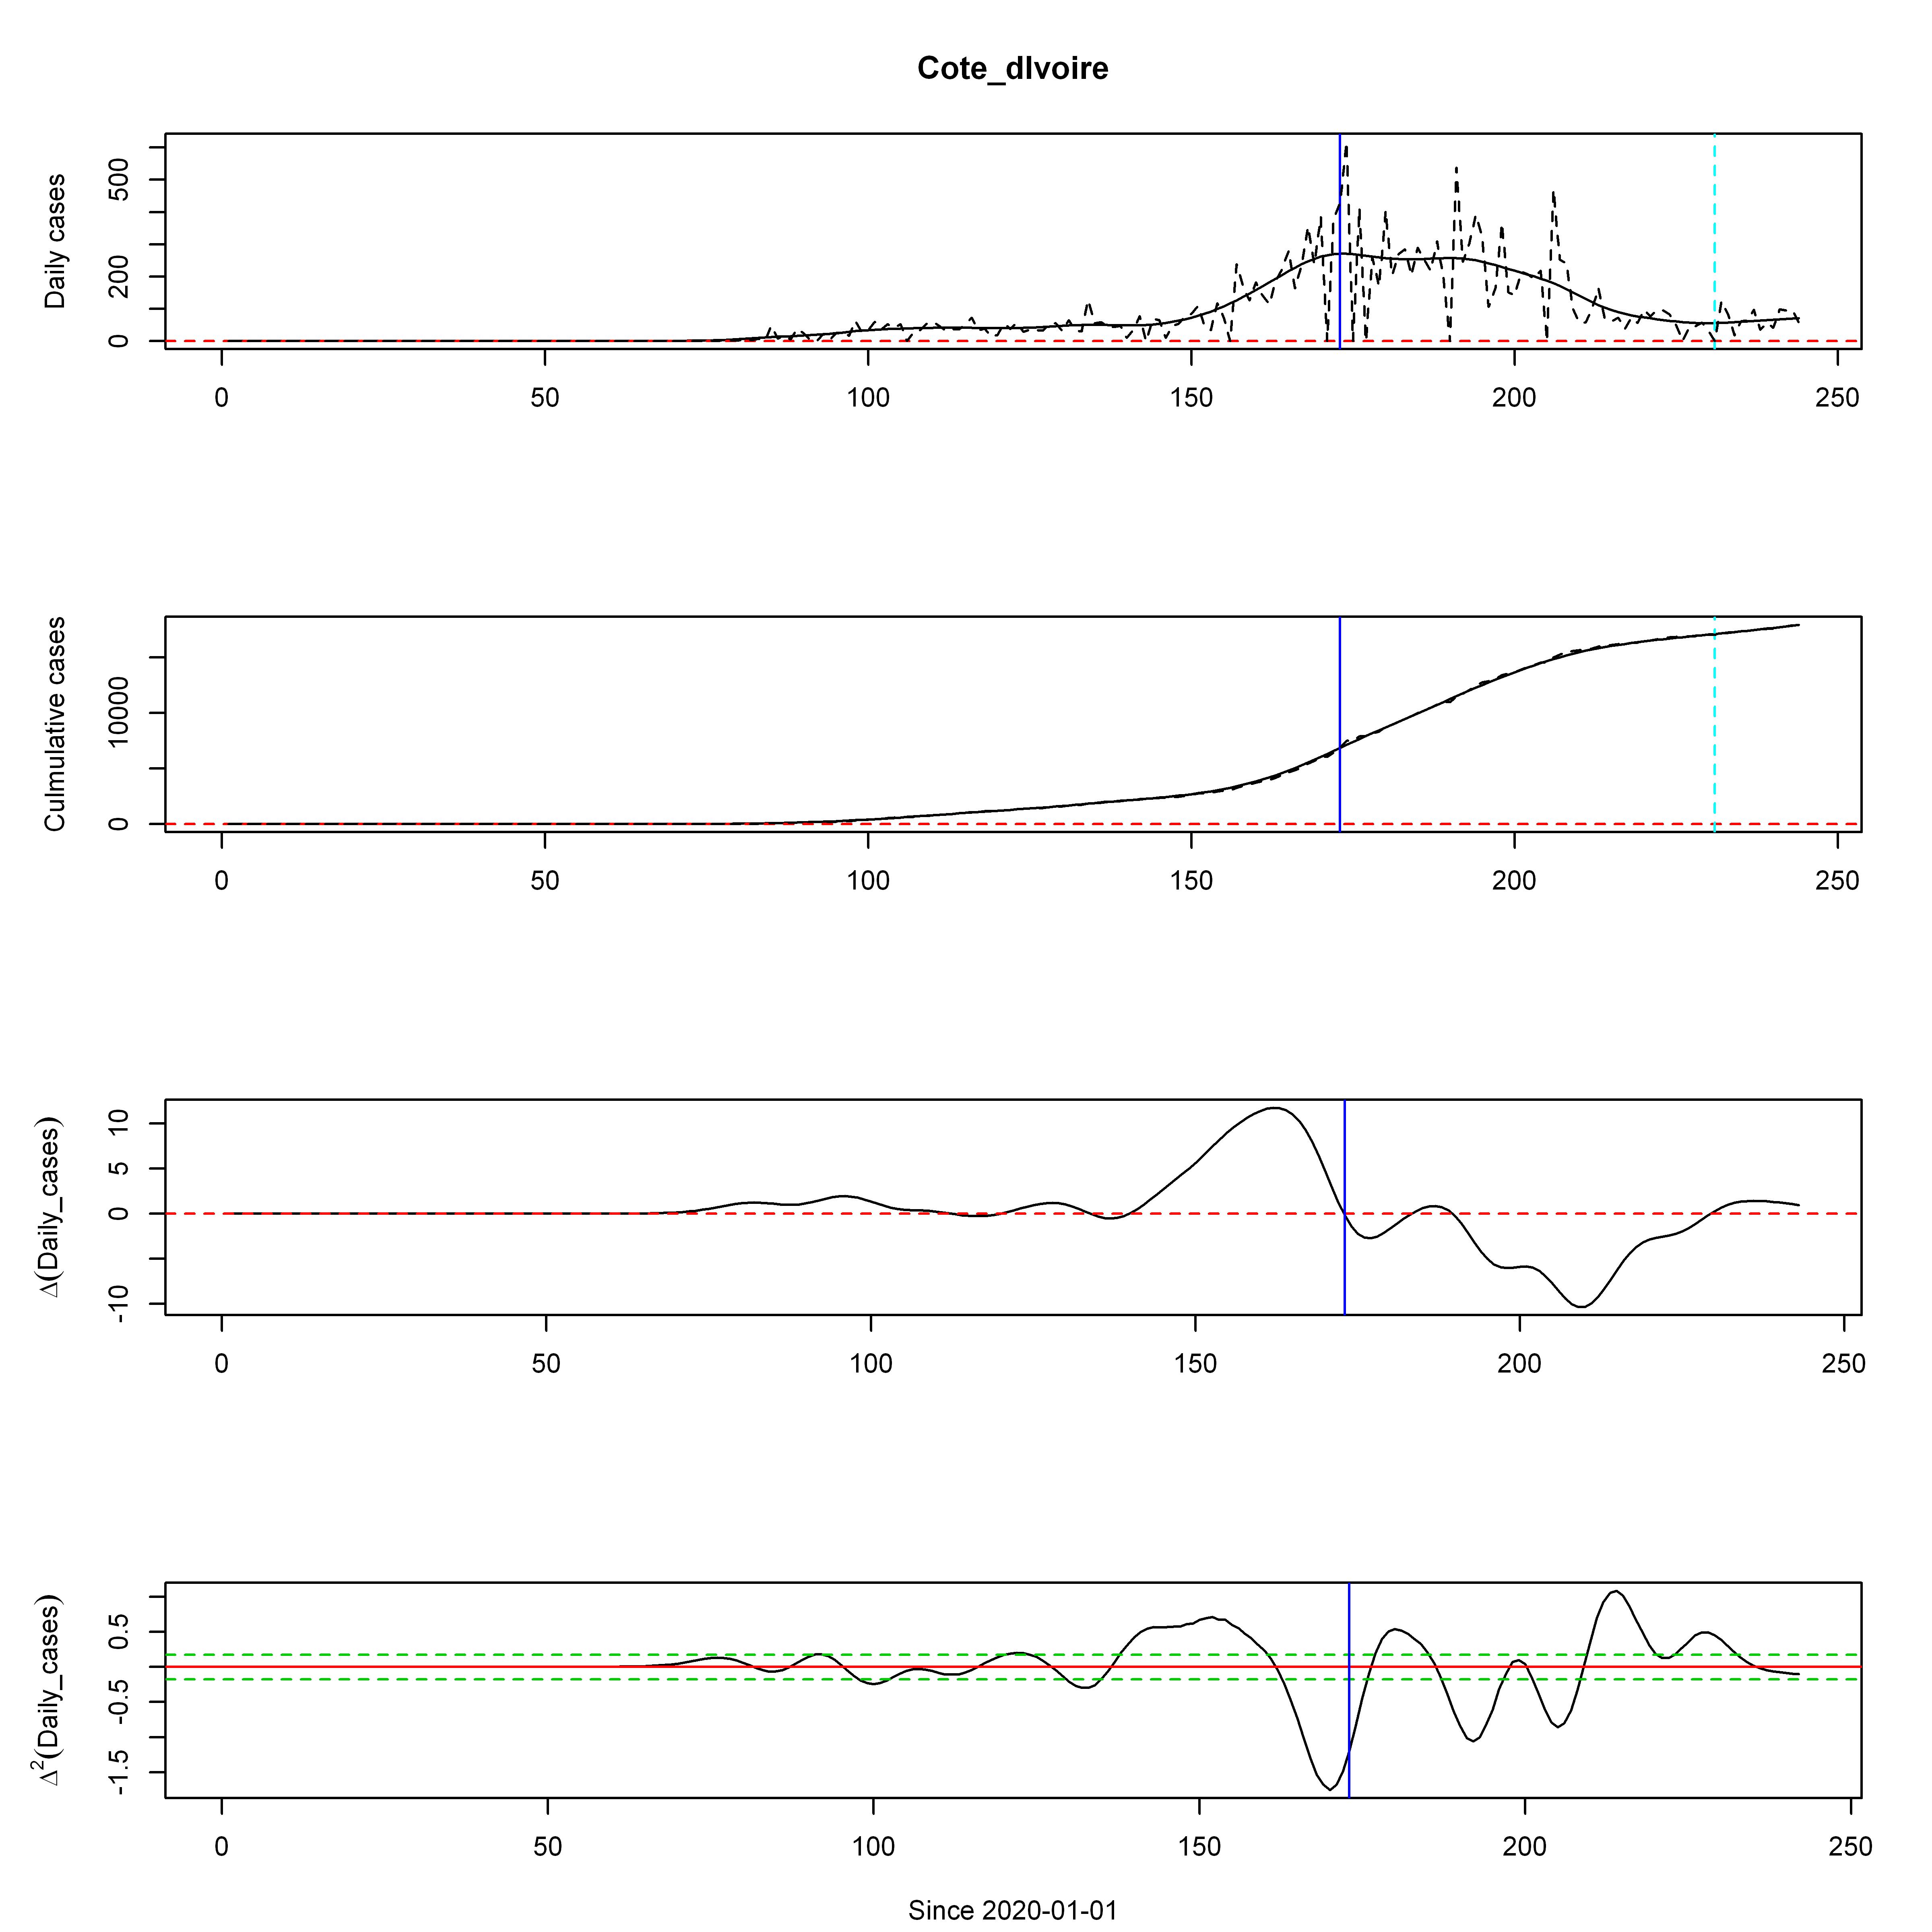 Cote_dIvoire
Daily cases
0 200 500
0 50 100 150 200 250
Culmulative cases
0 10000
0 50 100 150 200 250
Δ(Daily_cases)
-10 0 5 10
0 50 100 150 200 250
Δ²(Daily_cases)
-1.5 -0.5 0.5
0 50 100 150 200 250
Since 2020-01-01